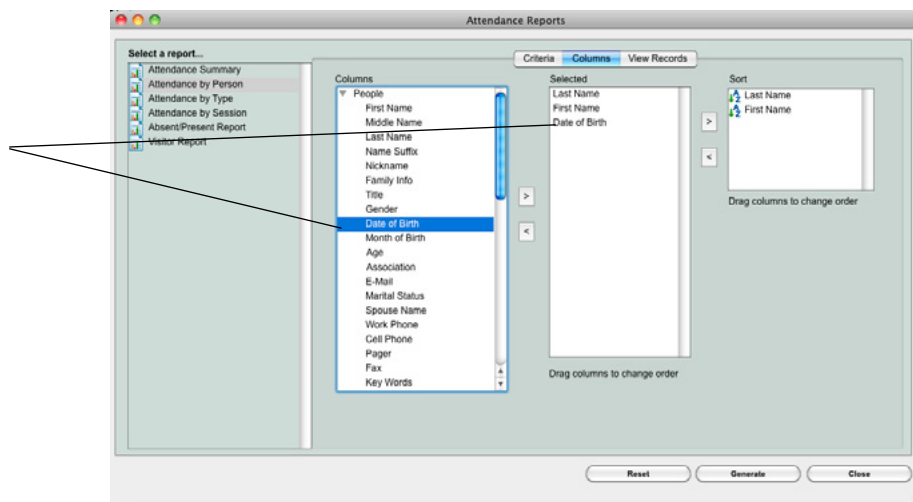 Attendance Reports
Select a report...
Attendance Summary
Attendance by Person
Attendance by Type
Attendance by Session
Absent/Present Report
Visitor Report
Criteria
Columns
View Records
Columns
People
First Name
Middle Name
Last Name
Name Suffix
Nickname
Family Info
Title
Gender
Date of Birth
Month of Birth
Age
Association
E-Mail
Marital Status
Spouse Name
Work Phone
Cell Phone
Pager
Fax
Key Words
>
<
Selected
Last Name
First Name
Date of Birth
Drag columns to change order
>
<
Sort
Last Name
First Name
Drag columns to change order
Reset
Generate
Close